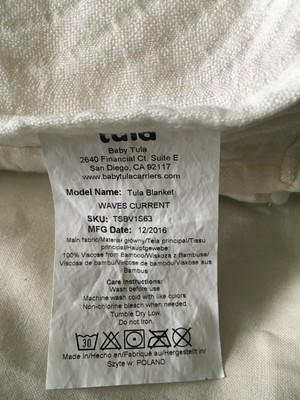 tula
Baby Tula
2640 Financial Ct. Suite E
San Diego, CA 92117
www.babytulacarriers.com
Model Name: Tula Blanket
WAVES CURRENT
SKU: TSBV1S63
MFG Date: 12/2016
Main fabric/Materiał główny/Tela principal/Tissu
principal/Hauptgewebe:
100% Viscose from Bamboo/Wiskoza z Bambusa/
Viscosa de bambú/Viscose de bambou/Viskose aus
Bambus
Care Instructions:
Wash before use
Machine wash cold with like colors
Non-chlorine bleach when needed
Tumble Dry Low.
Do not Iron.
30
Made in/Hecho en/Fabriqué au/Hergestellt in/
Szyte w: POLAND